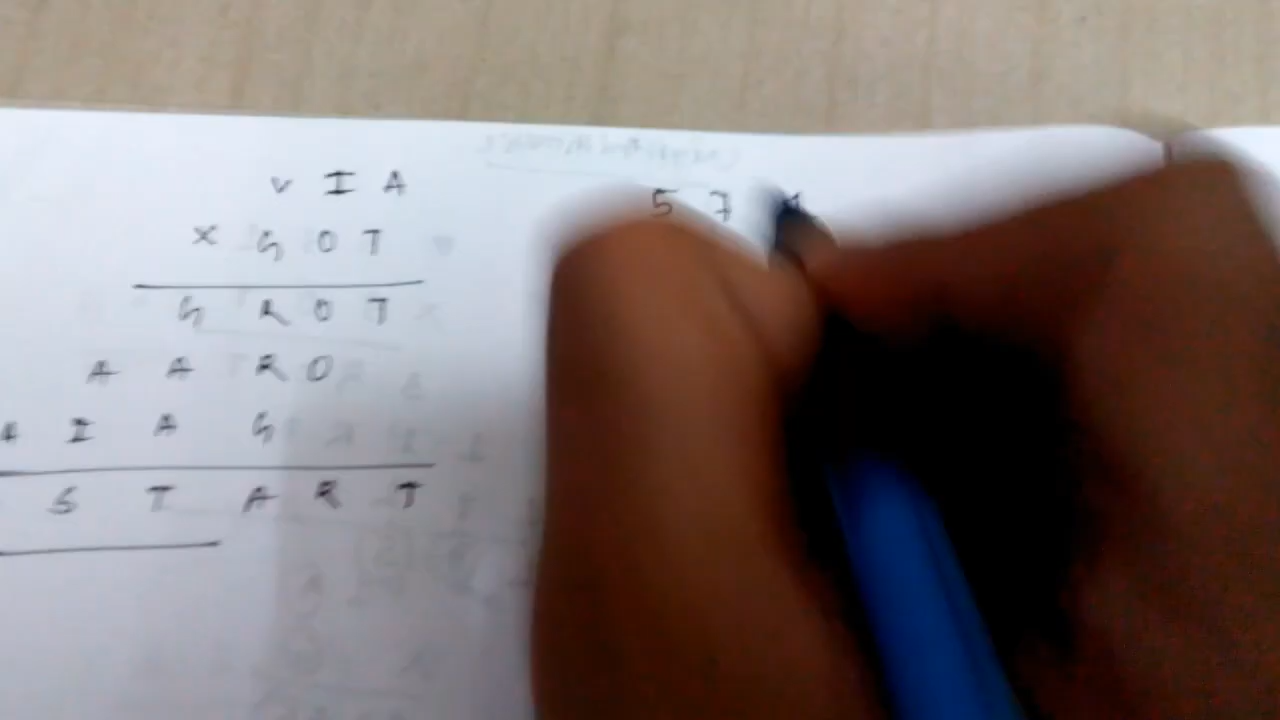 V I A
5 7
× G O T
G R O T
A A R O
A I A G
S T A R T